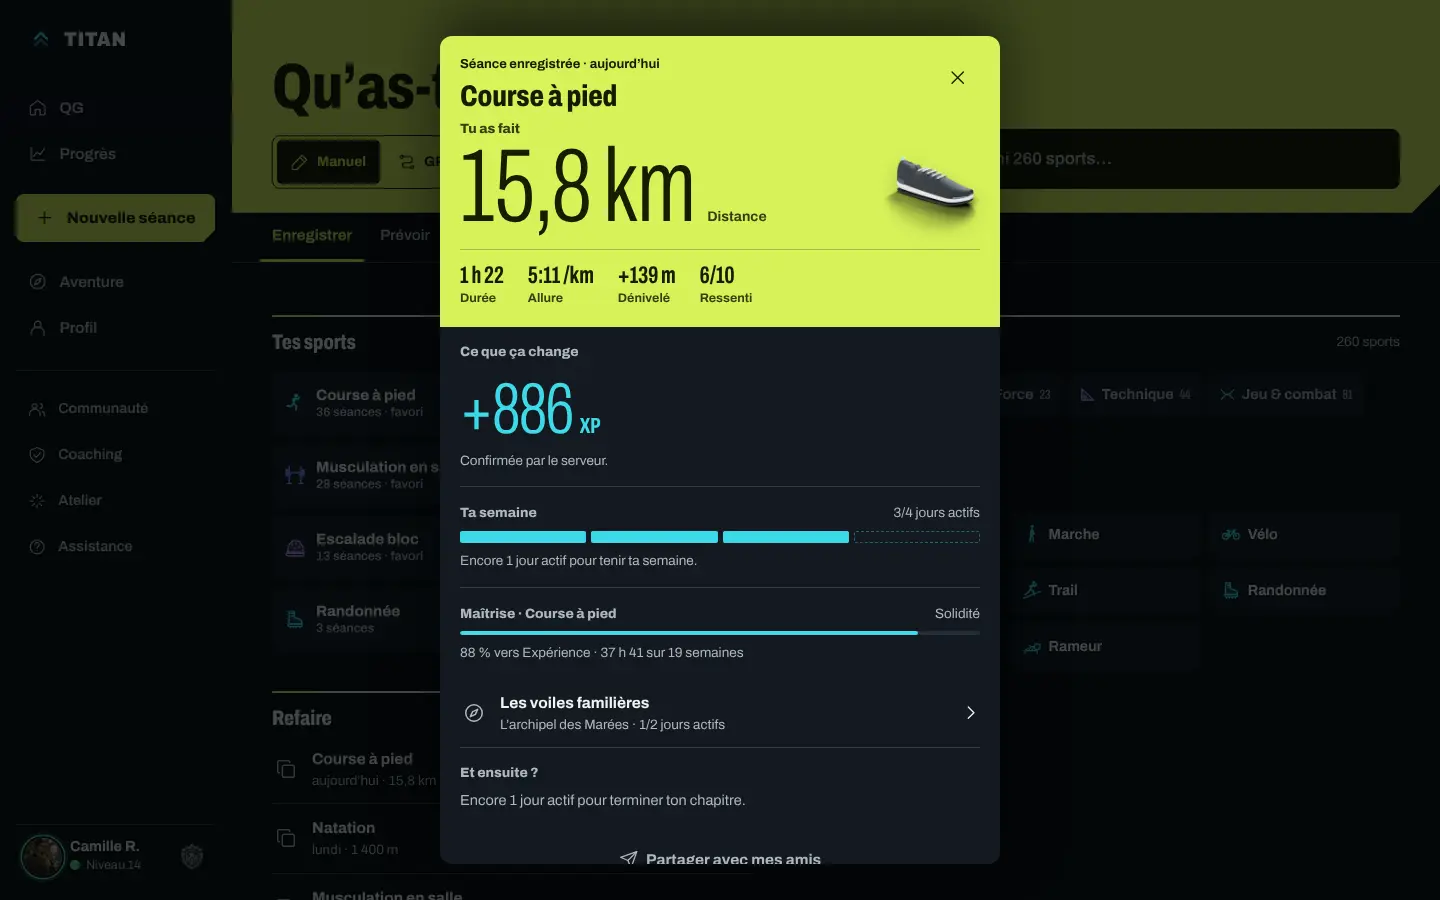 TITAN
QG
Progrès
Nouvelle séance
Aventure
Profil
Communauté
Coaching
Atelier
Assistance
Camille R.
Niveau 14
Qu’as-
Manuel
260 sports…
Enregistrer
Prévoir
Tes sports
260 sports
Course à pied
36 séances · favori
Musculation en s
28 séances · favori
Escalade bloc
13 séances · favori
Randonnée
3 séances
Force 23
Technique 44
Jeu & combat 81
Marche
Vélo
Trail
Randonnée
Rameur
Refaire
Course à pied
aujourd’hui · 15,8 km
Natation
lundi · 1 400 m
Musculation en salle
Séance enregistrée · aujourd’hui
Course à pied
Tu as fait
15,8 km Distance
1 h 22 5:11 /km +139 m 6/10
Durée Allure Dénivelé Ressenti
Ce que ça change
+886 XP
Confirmée par le serveur.
Ta semaine 3/4 jours actifs
Encore 1 jour actif pour tenir ta semaine.
Maîtrise · Course à pied Solidité
88 % vers Expérience · 37 h 41 sur 19 semaines
Les voiles familières
L’archipel des Marées · 1/2 jours actifs
Et ensuite ?
Encore 1 jour actif pour terminer ton chapitre.
Partager avec mes amis